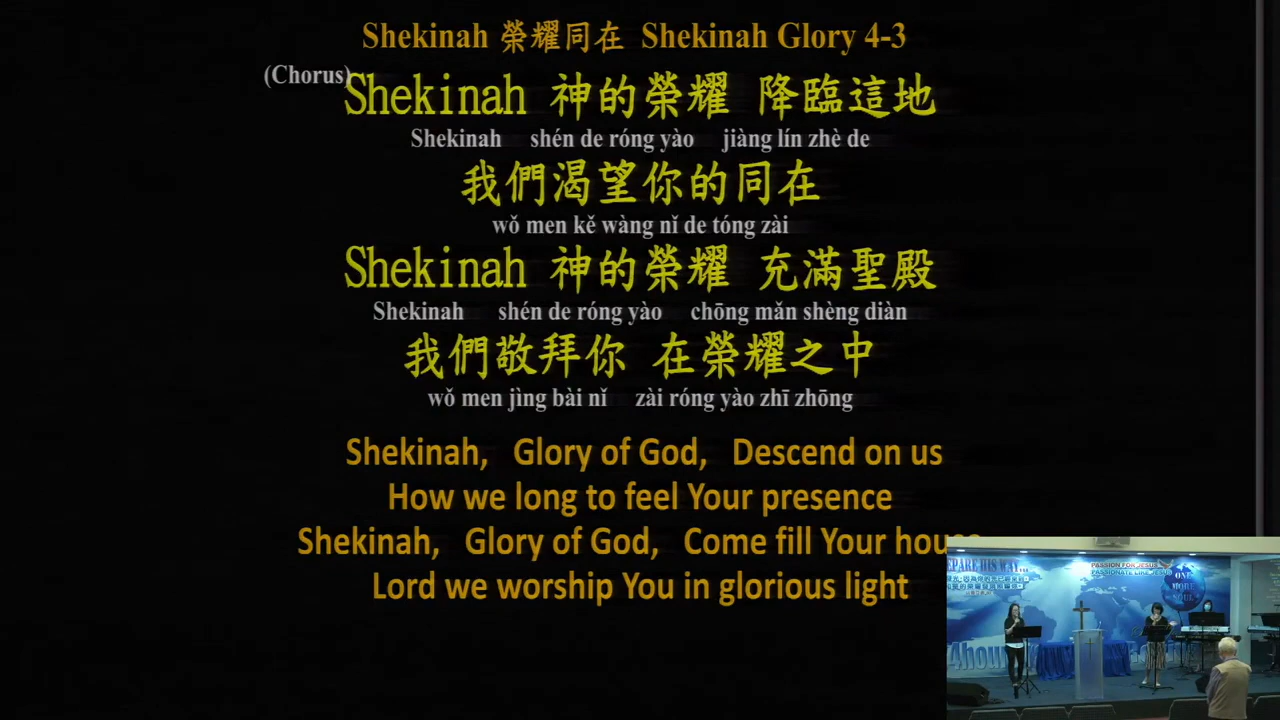 Shekinah 榮耀同在 Shekinah Glory 4-3
(Chorus)
Shekinah 神的榮耀 降臨這地
Shekinah shén de róng yào jiàng lín zhè de
我們渴望你的同在
wǒ men kě wàng nǐ de tóng zài
Shekinah 神的榮耀 充滿聖殿
Shekinah shén de róng yào chōng mǎn shèng diàn
我們敬拜你 在榮耀之中
wǒ men jìng bài nǐ zài róng yào zhī zhōng
Shekinah, Glory of God, Descend on us
How we long to feel Your presence
Shekinah, Glory of God, Come fill Your house
Lord we worship You in glorious light
EPARE HIS WAY...
PASSION FOR JESUS
PASSIONATE LIKE JESUS
ONE
MORE
SOUL